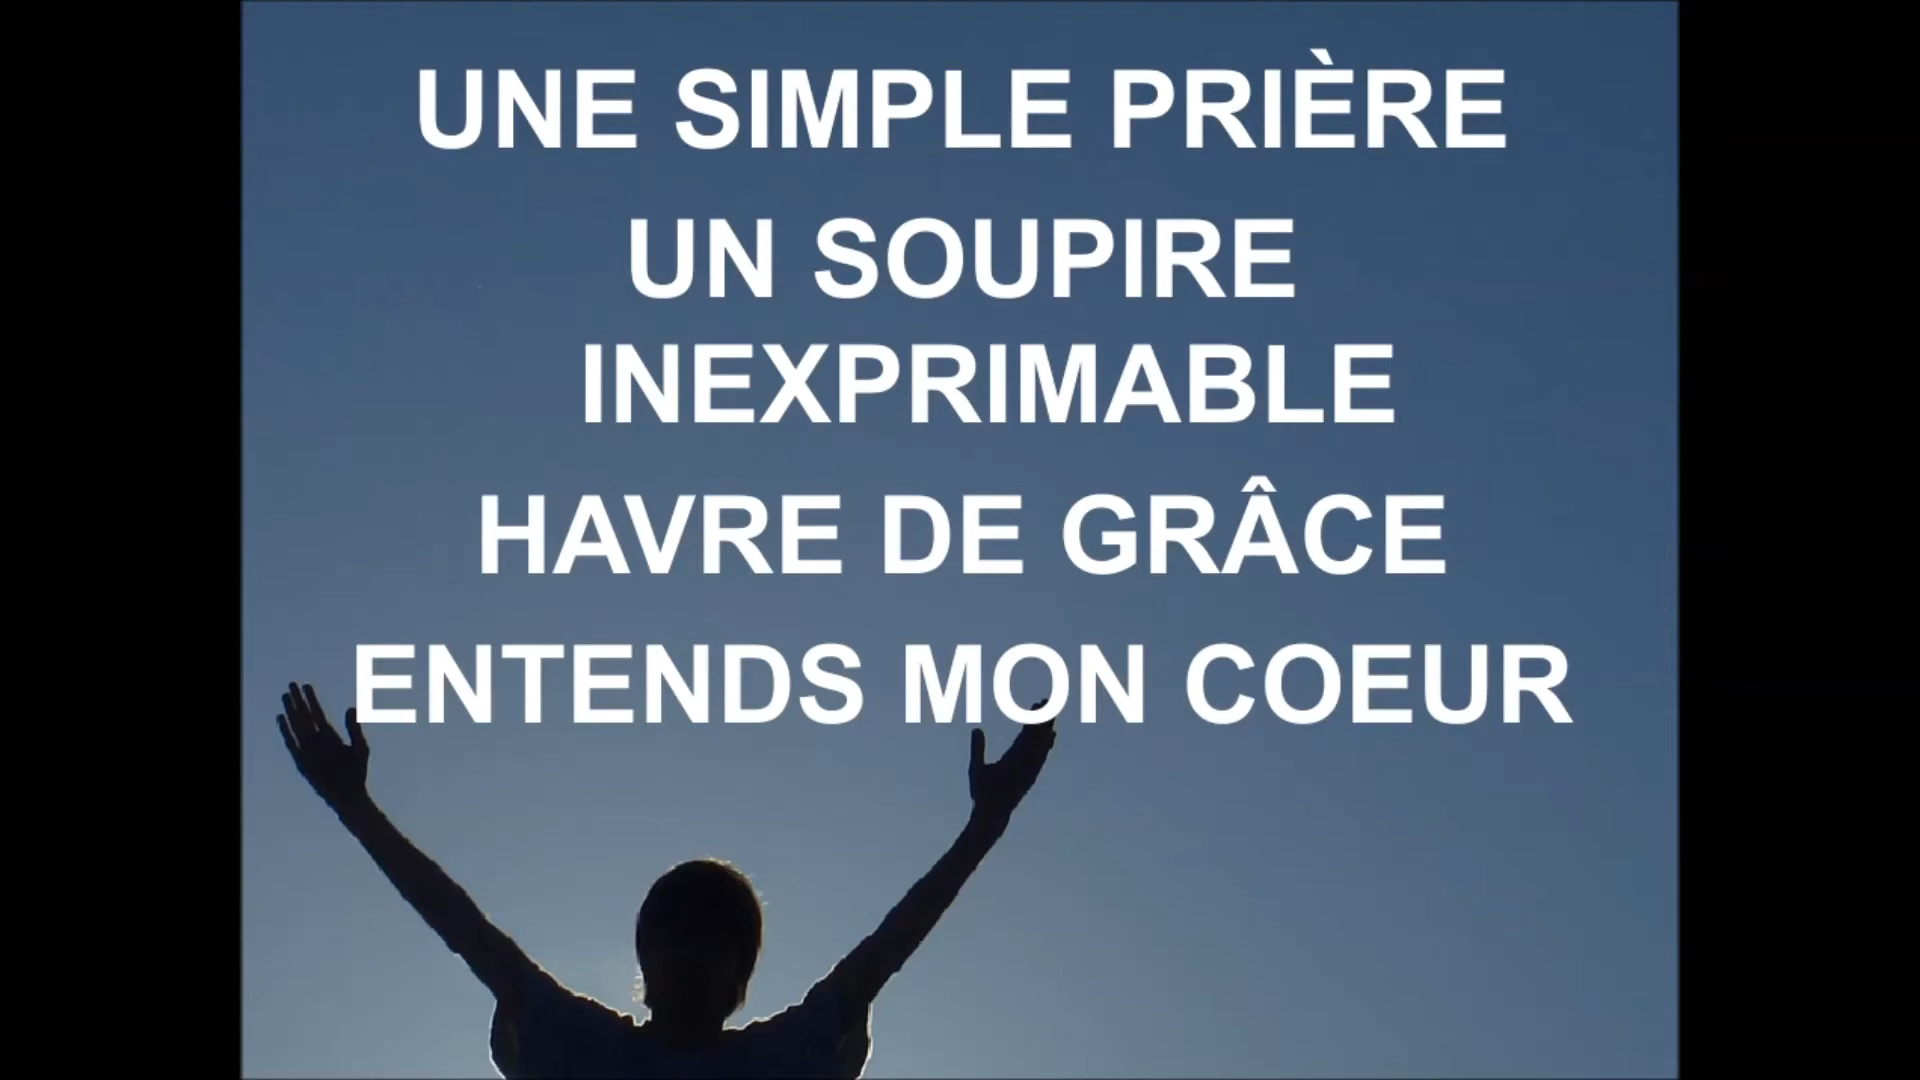 UNE SIMPLE PRIÈRE
UN SOUPIRE
INEXPRIMABLE
HAVRE DE GRÂCE
ENTENDS MON COEUR